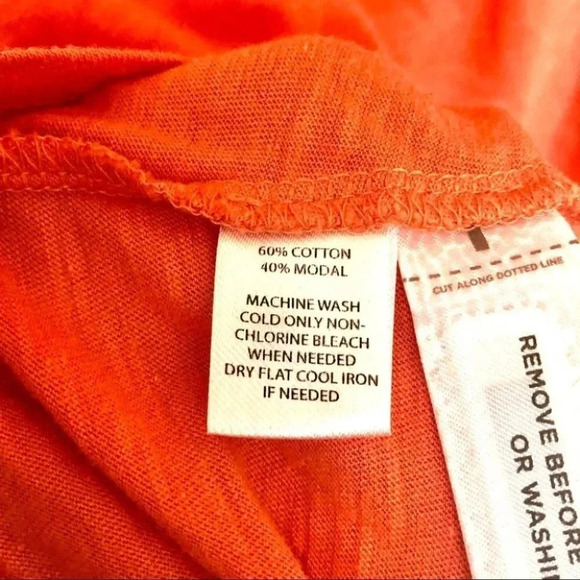 60% COTTON
40% MODAL
MACHINE WASH
COLD ONLY NON-
CHLORINE BLEACH
WHEN NEEDED
DRY FLAT COOL IRON
IF NEEDED
CUT ALONG DOTTED LINE
REMOVE BEFORE
OR WASHI